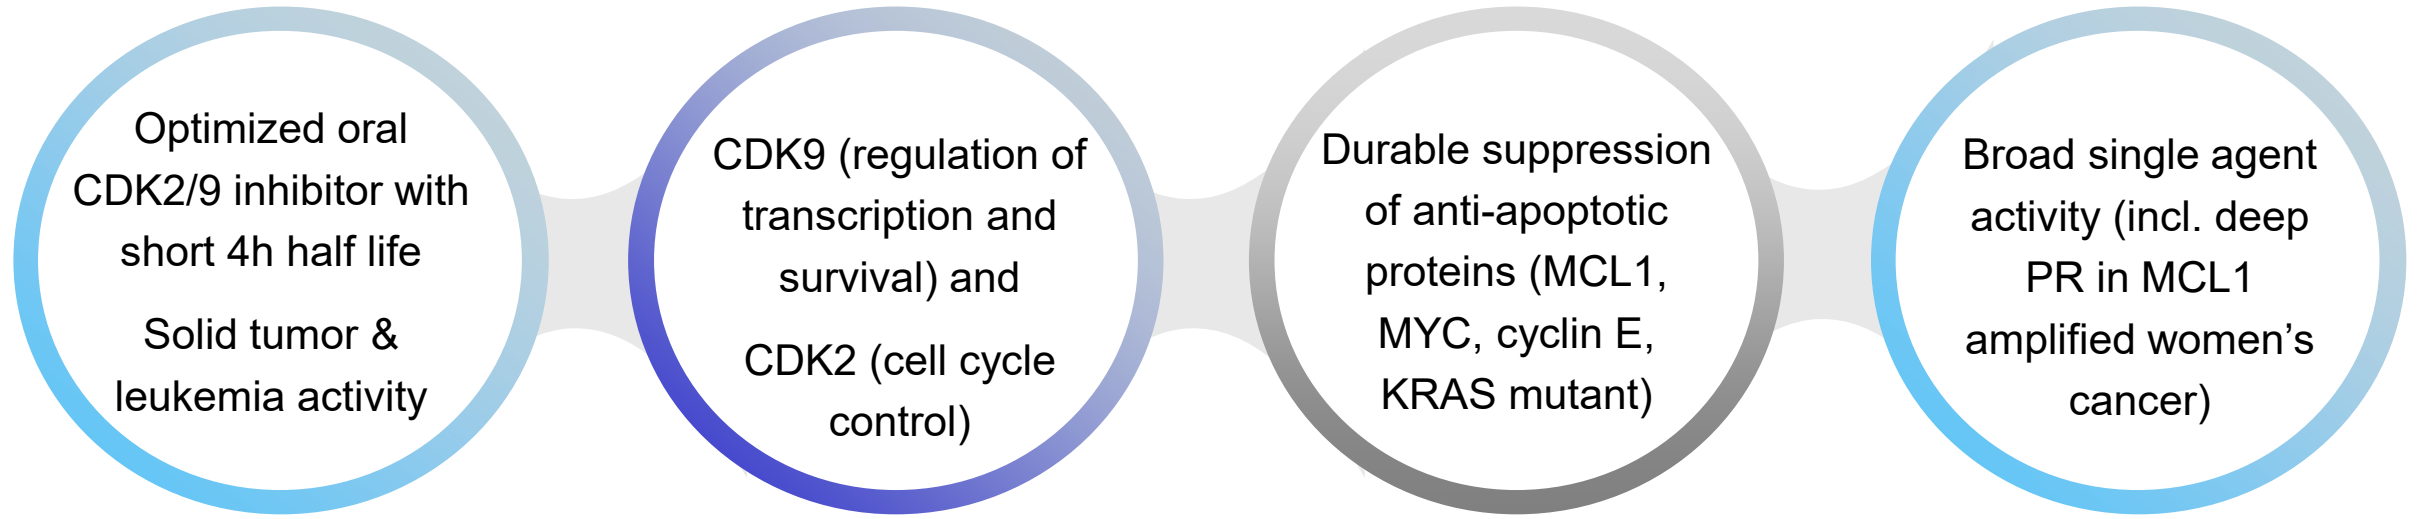 Optimized oral
CDK2/9 inhibitor with
short 4h half life
Solid tumor &
leukemia activity
CDK9 (regulation of
transcription and
survival) and
CDK2 (cell cycle
control)
Durable suppression
of anti-apoptotic
proteins (MCL1,
MYC, cyclin E,
KRAS mutant)
Broad single agent
activity (incl. deep
PR in MCL1
amplified women’s
cancer)